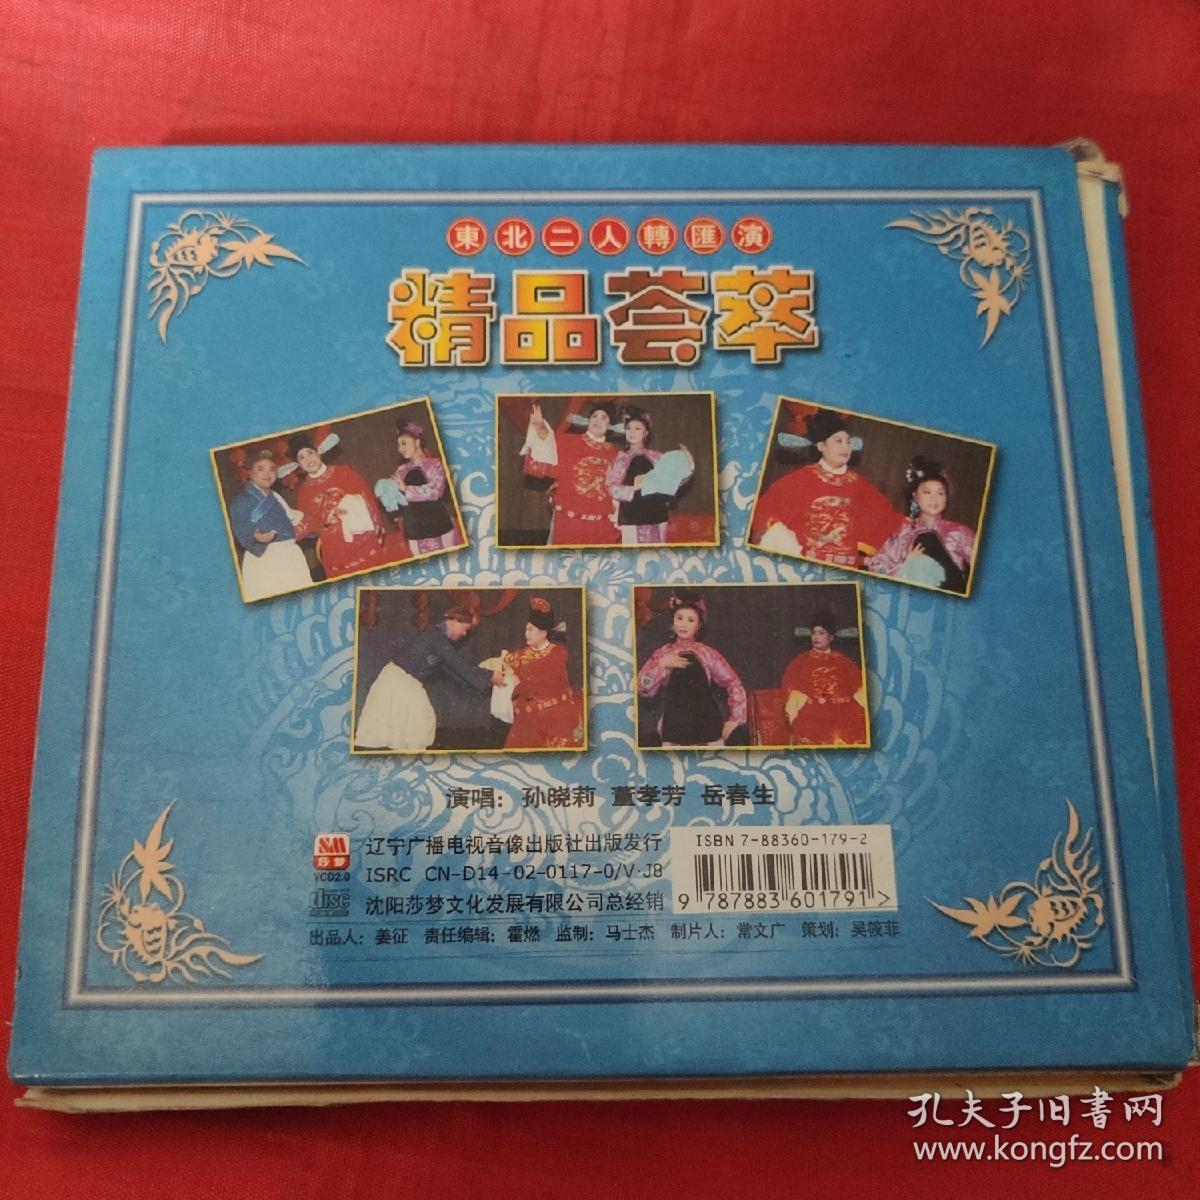 東北二人轉匯演
精品荟萃
演唱：孙晓莉 董孝芳 岳春生
SM
莎梦
VCD2.0
disc
辽宁广播电视音像出版社出版发行
ISRC CN-D14-02-0117-0/V·J8
沈阳莎梦文化发展有限公司总经销
ISBN 7-88360-179-2
9 787883 601791 >
出品人：姜征 责任编辑：霍燃 监制：马士杰 制片人：常文广 策划：吴筱菲
孔夫子旧书网
www.kongfz.com